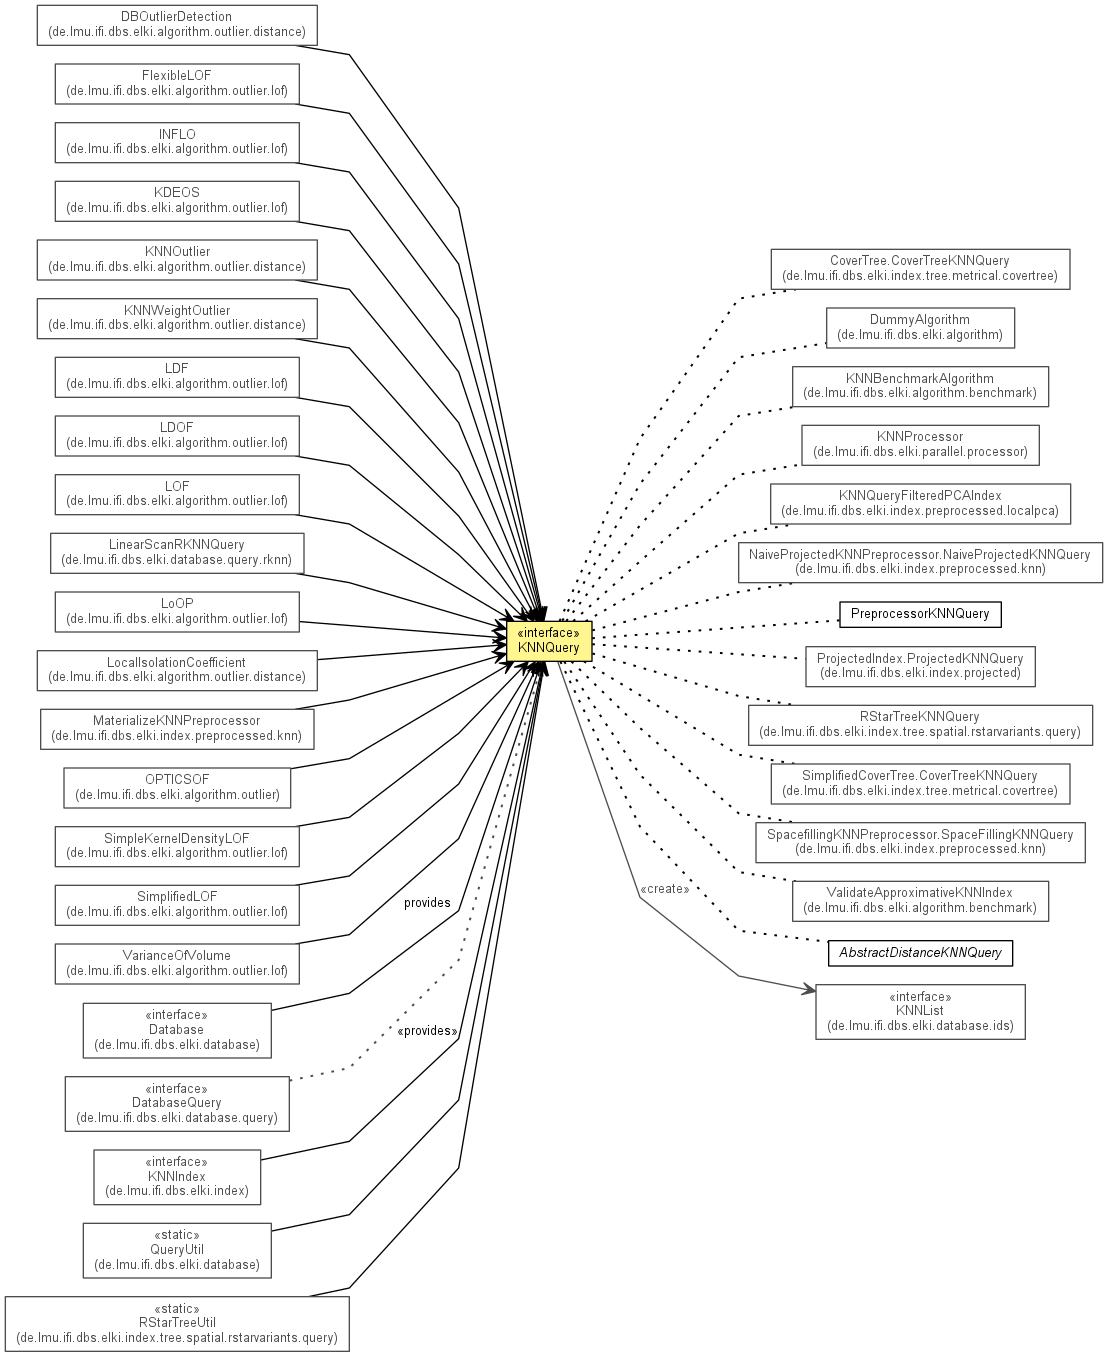 DBOutlierDetection
(de.lmu.ifi.dbs.elki.algorithm.outlier.distance)
FlexibleLOF
(de.lmu.ifi.dbs.elki.algorithm.outlier.lof)
INFLO
(de.lmu.ifi.dbs.elki.algorithm.outlier.lof)
KDEOS
(de.lmu.ifi.dbs.elki.algorithm.outlier.lof)
KNNOutlier
(de.lmu.ifi.dbs.elki.algorithm.outlier.distance)
KNNWeightOutlier
(de.lmu.ifi.dbs.elki.algorithm.outlier.distance)
LDF
(de.lmu.ifi.dbs.elki.algorithm.outlier.lof)
LDOF
(de.lmu.ifi.dbs.elki.algorithm.outlier.lof)
LOF
(de.lmu.ifi.dbs.elki.algorithm.outlier.lof)
LinearScanRKNNQuery
(de.lmu.ifi.dbs.elki.database.query.rknn)
LoOP
(de.lmu.ifi.dbs.elki.algorithm.outlier.lof)
LocalIsolationCoefficient
(de.lmu.ifi.dbs.elki.algorithm.outlier.distance)
MaterializeKNNPreprocessor
(de.lmu.ifi.dbs.elki.index.preprocessed.knn)
OPTICSOF
(de.lmu.ifi.dbs.elki.algorithm.outlier)
SimpleKernelDensityLOF
(de.lmu.ifi.dbs.elki.algorithm.outlier.lof)
SimplifiedLOF
(de.lmu.ifi.dbs.elki.algorithm.outlier.lof)
VarianceOfVolume
(de.lmu.ifi.dbs.elki.algorithm.outlier.lof)
«interface»
Database
(de.lmu.ifi.dbs.elki.database)
«interface»
DatabaseQuery
(de.lmu.ifi.dbs.elki.database.query)
«interface»
KNNIndex
(de.lmu.ifi.dbs.elki.index)
«static»
QueryUtil
(de.lmu.ifi.dbs.elki.database)
«static»
RStarTreeUtil
(de.lmu.ifi.dbs.elki.index.tree.spatial.rstarvariants.query)
provides
«provides»
«interface»
KNNQuery
«create»
CoverTree.CoverTreeKNNQuery
(de.lmu.ifi.dbs.elki.index.tree.metrical.covertree)
DummyAlgorithm
(de.lmu.ifi.dbs.elki.algorithm)
KNNBenchmarkAlgorithm
(de.lmu.ifi.dbs.elki.algorithm.benchmark)
KNNProcessor
(de.lmu.ifi.dbs.elki.parallel.processor)
KNNQueryFilteredPCAIndex
(de.lmu.ifi.dbs.elki.index.preprocessed.localpca)
NaiveProjectedKNNPreprocessor.NaiveProjectedKNNQuery
(de.lmu.ifi.dbs.elki.index.preprocessed.knn)
PreprocessorKNNQuery
ProjectedIndex.ProjectedKNNQuery
(de.lmu.ifi.dbs.elki.index.projected)
RStarTreeKNNQuery
(de.lmu.ifi.dbs.elki.index.tree.spatial.rstarvariants.query)
SimplifiedCoverTree.CoverTreeKNNQuery
(de.lmu.ifi.dbs.elki.index.tree.metrical.covertree)
SpacefillingKNNPreprocessor.SpaceFillingKNNQuery
(de.lmu.ifi.dbs.elki.index.preprocessed.knn)
ValidateApproximativeKNNIndex
(de.lmu.ifi.dbs.elki.algorithm.benchmark)
AbstractDistanceKNNQuery
«interface»
KNNList
(de.lmu.ifi.dbs.elki.database.ids)